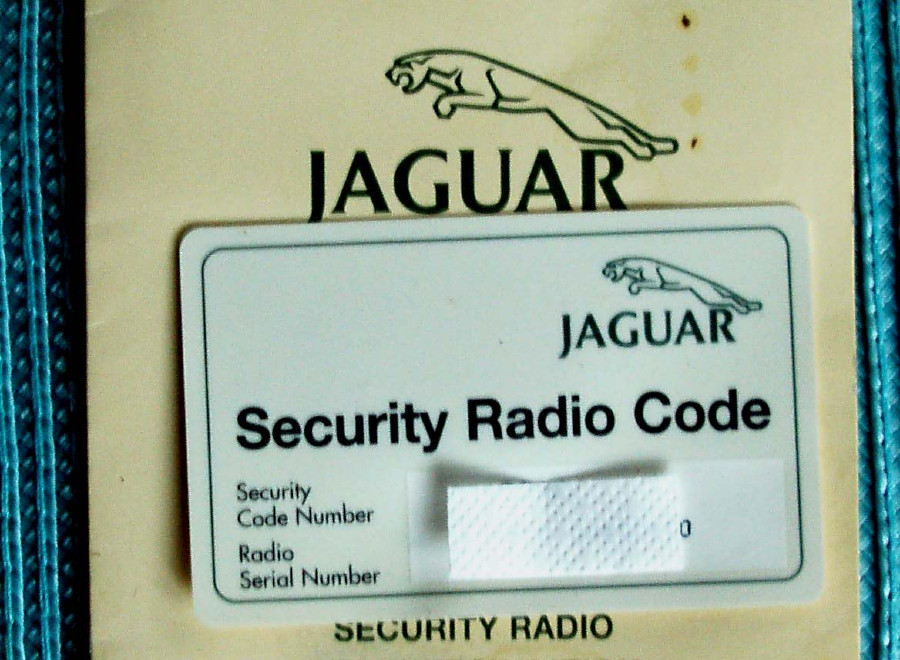 JAGUAR
JAGUAR
Security Radio Code
Security
Code Number
0
Radio
Serial Number
SECURITY RADIO